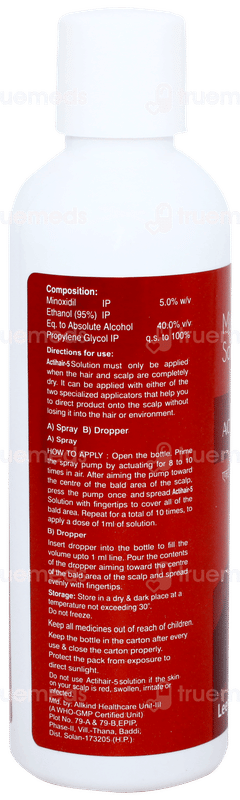 Composition:
Minoxidil IP 5.0% w/v
Ethanol (95%) IP
Eq. to Absolute Alcohol 40.0% v/v
Propylene Glycol IP q.s. to 100%
Directions for use:
Actihair-5 Solution must only be applied
when the hair and scalp are completely
dry. It can be applied with either of the
two specialized applicators that help you
to direct product onto the scalp without
losing it into the hair or environment.
A) Spray B) Dropper
A) Spray
HOW TO APPLY : Open the bottle. Prime
the spray pump by actuating for 8 to 10
times in air. After aiming the pump toward
the centre of the bald area of the scalp,
press the pump once and spread Actihair-5
Solution with fingertips to cover all of the
bald area. Repeat for a total of 10 times, to
apply a dose of 1ml of solution.
B) Dropper
Insert dropper into the bottle to fill the
volume upto 1 ml line. Pour the contents
of the dropper aiming toward the centre
of the bald area of scalp and spread
evenly with fingertips.
Storage: Store in a dry & dark place at a
temperature not exceeding 30°.
Do not freeze.
Keep all medicines out of reach of children.
Keep the bottle in the carton after every
use & close the carton properly.
Protect the pack from exposure to
direct sunlight.
Do not use Actihair-5 solution if the skin
on your scalp is red, swollen, irritate or
infected.
Mfd. by: Allkind Healthcare Unit-III
(A WHO-GMP Certified Unit)
Plot No. 79-A & 79-B,EPIP,
Phase-II, Vill.-Thana, Baddi,
Dist. Solan-173205 (H.P.)
truemeds